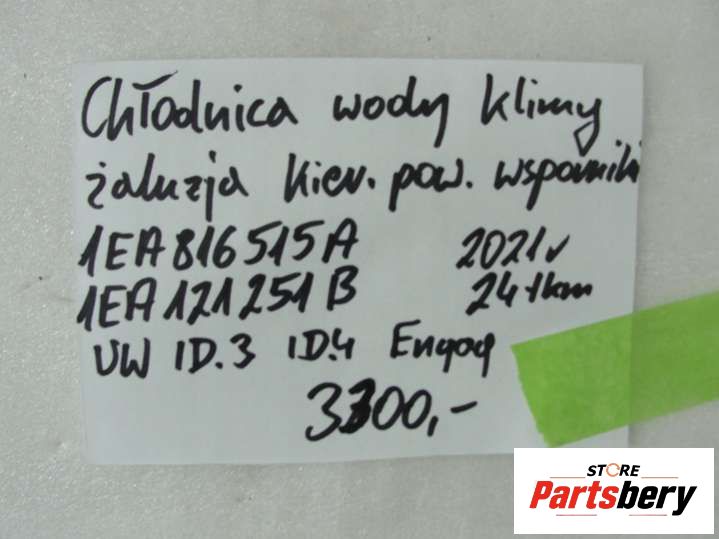 Chłodnica wody klimy
żaluzja kier. pow. wsporniki
1EA816515A 2021r
1EA121251B 24tkm
VW ID.3 ID.4 Enyaq
3300,-
STORE
Partsbery